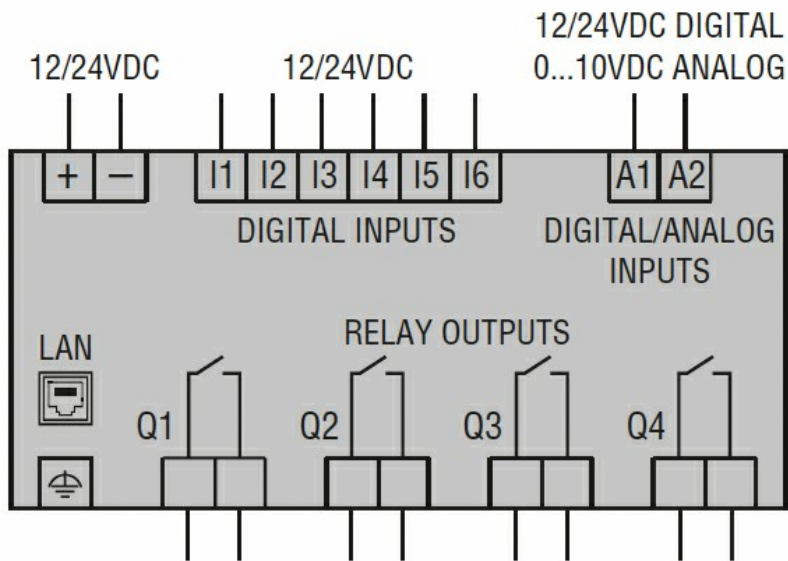 12/24VDC DIGITAL
12/24VDC 12/24VDC 0...10VDC ANALOG
+ − I1 I2 I3 I4 I5 I6 A1 A2
DIGITAL INPUTS DIGITAL/ANALOG
INPUTS
RELAY OUTPUTS
LAN
Q1 Q2 Q3 Q4